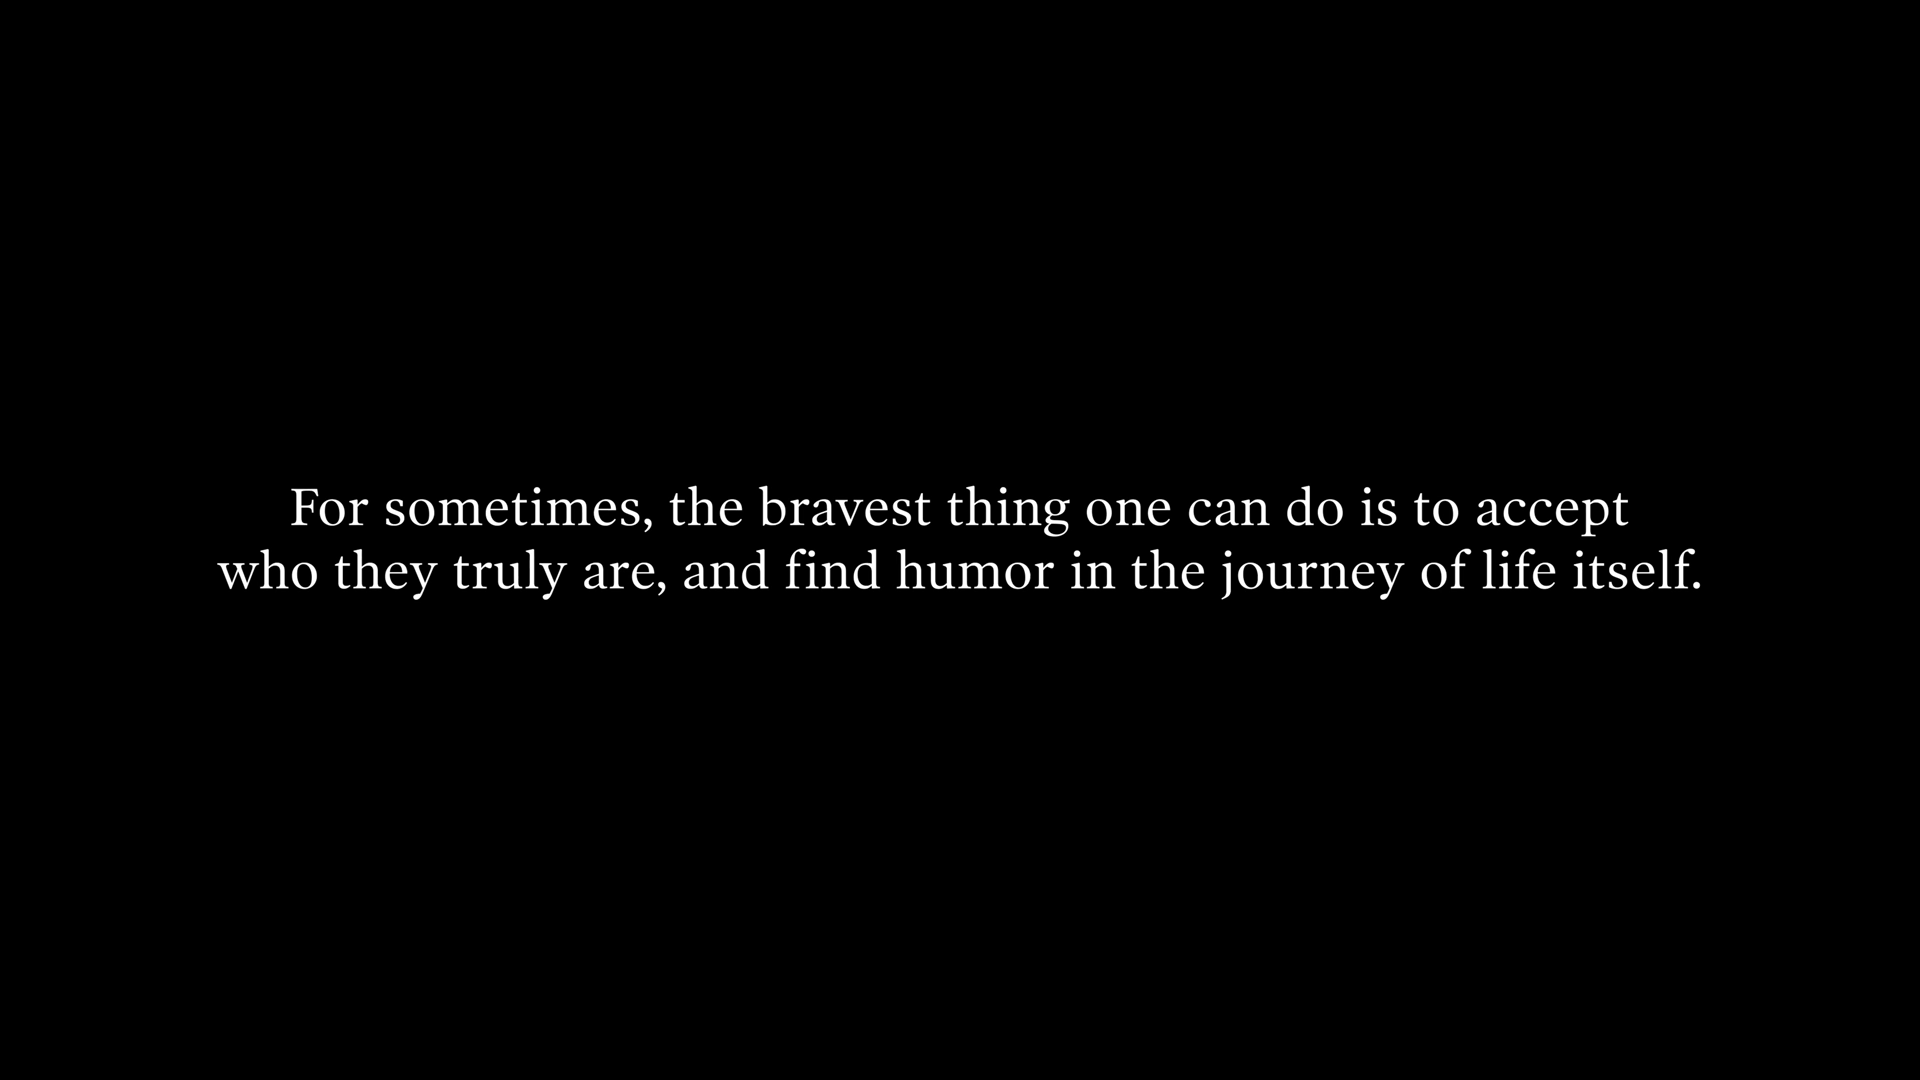 For sometimes, the bravest thing one can do is to accept
who they truly are, and find humor in the journey of life itself.